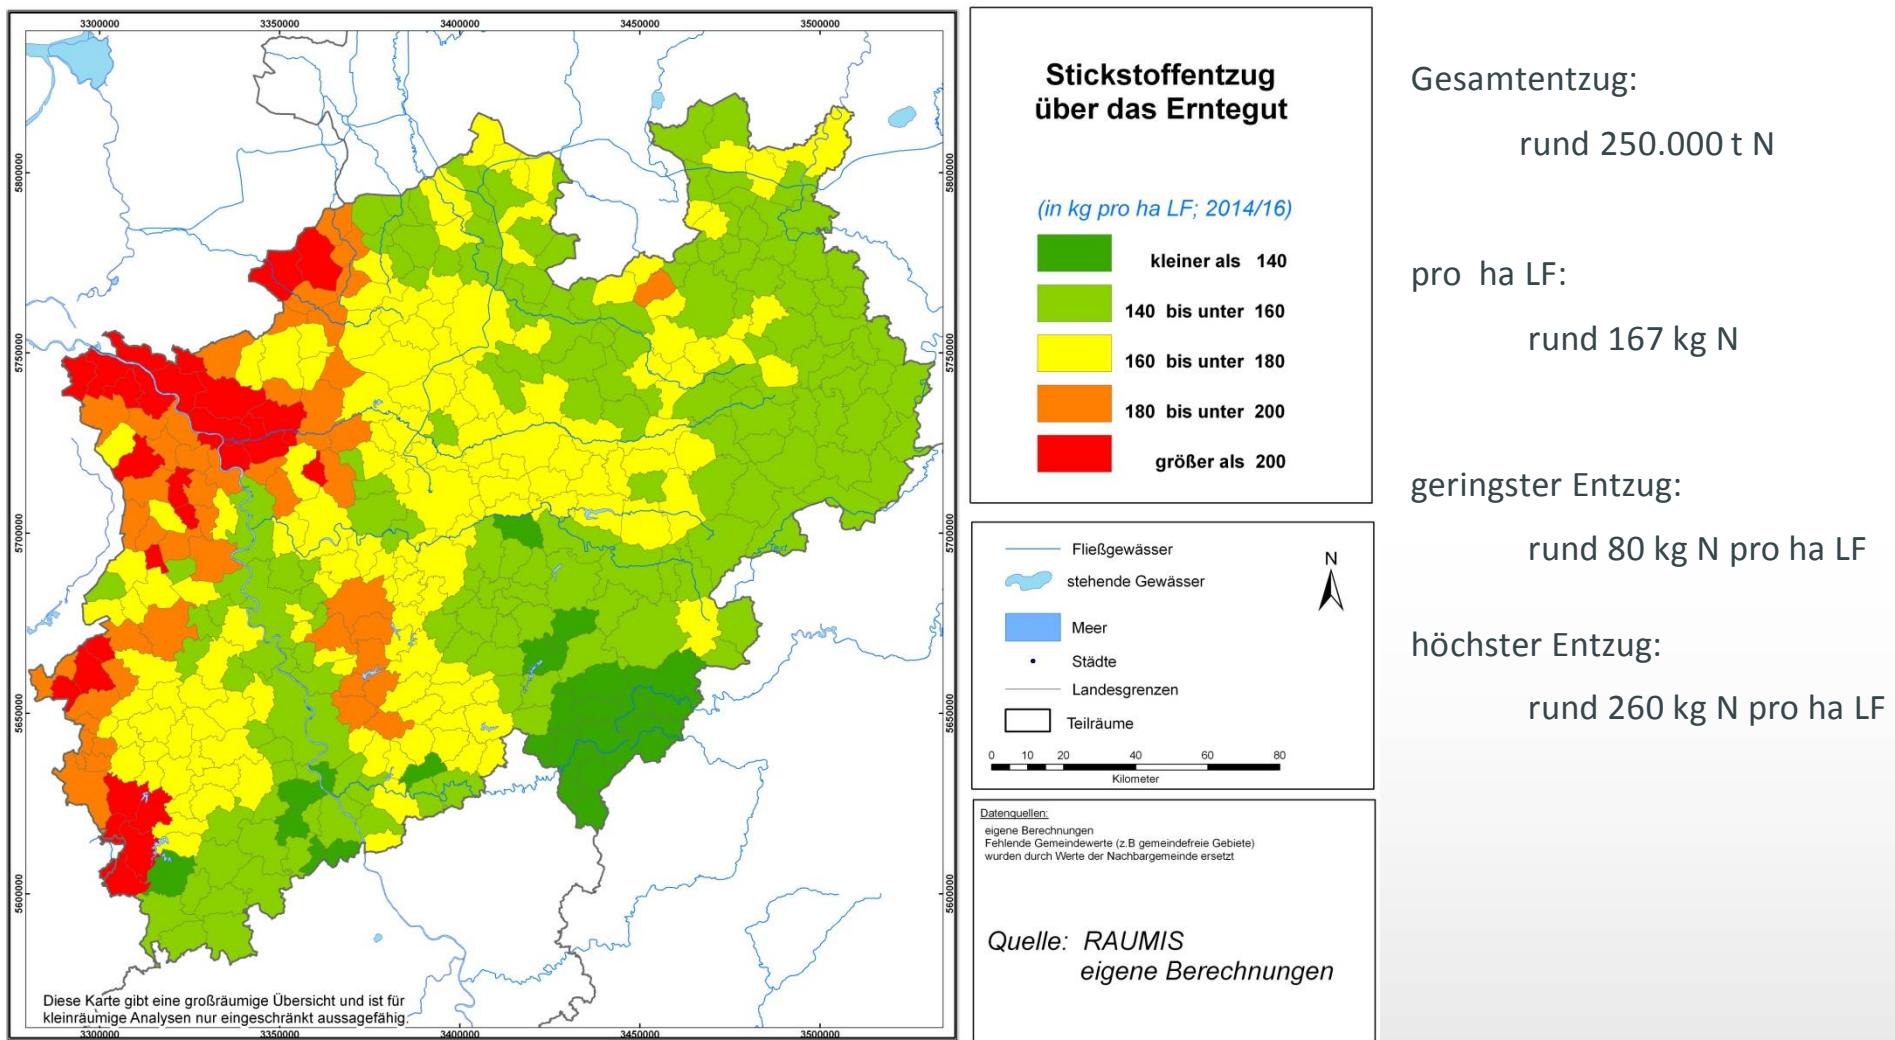 3300000
3350000
3400000
3450000
3500000
5800000
5750000
5700000
5650000
5600000
5800000
5750000
5700000
5650000
5600000
Diese Karte gibt eine großräumige Übersicht und ist für
kleinräumige Analysen nur eingeschränkt aussagefähig.
3300000
3350000
3400000
3450000
3500000
Stickstoffentzug
über das Erntegut
(in kg pro ha LF; 2014/16)
kleiner als 140
140 bis unter 160
160 bis unter 180
180 bis unter 200
größer als 200
Fließgewässer
stehende Gewässer
Meer
Städte
Landesgrenzen
Teilräume
N
0 10 20 40 60 80
Kilometer
Datenquellen:
eigene Berechnungen
Fehlende Gemeindewerte (z.B gemeindefreie Gebiete)
wurden durch Werte der Nachbargemeinde ersetzt
Quelle: RAUMIS
eigene Berechnungen
Gesamtentzug:
rund 250.000 t N
pro ha LF:
rund 167 kg N
geringster Entzug:
rund 80 kg N pro ha LF
höchster Entzug:
rund 260 kg N pro ha LF